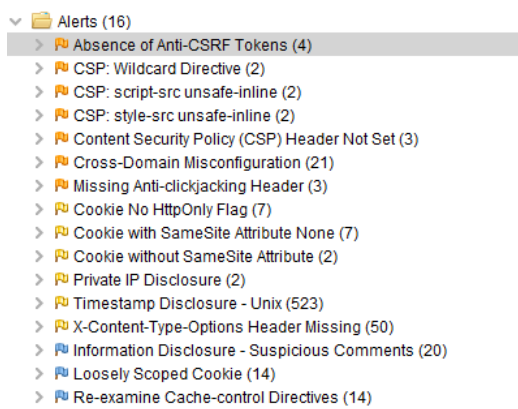 Alerts (16)
Absence of Anti-CSRF Tokens (4)
CSP: Wildcard Directive (2)
CSP: script-src unsafe-inline (2)
CSP: style-src unsafe-inline (2)
Content Security Policy (CSP) Header Not Set (3)
Cross-Domain Misconfiguration (21)
Missing Anti-clickjacking Header (3)
Cookie No HttpOnly Flag (7)
Cookie with SameSite Attribute None (7)
Cookie without SameSite Attribute (2)
Private IP Disclosure (2)
Timestamp Disclosure - Unix (523)
X-Content-Type-Options Header Missing (50)
Information Disclosure - Suspicious Comments (20)
Loosely Scoped Cookie (14)
Re-examine Cache-control Directives (14)